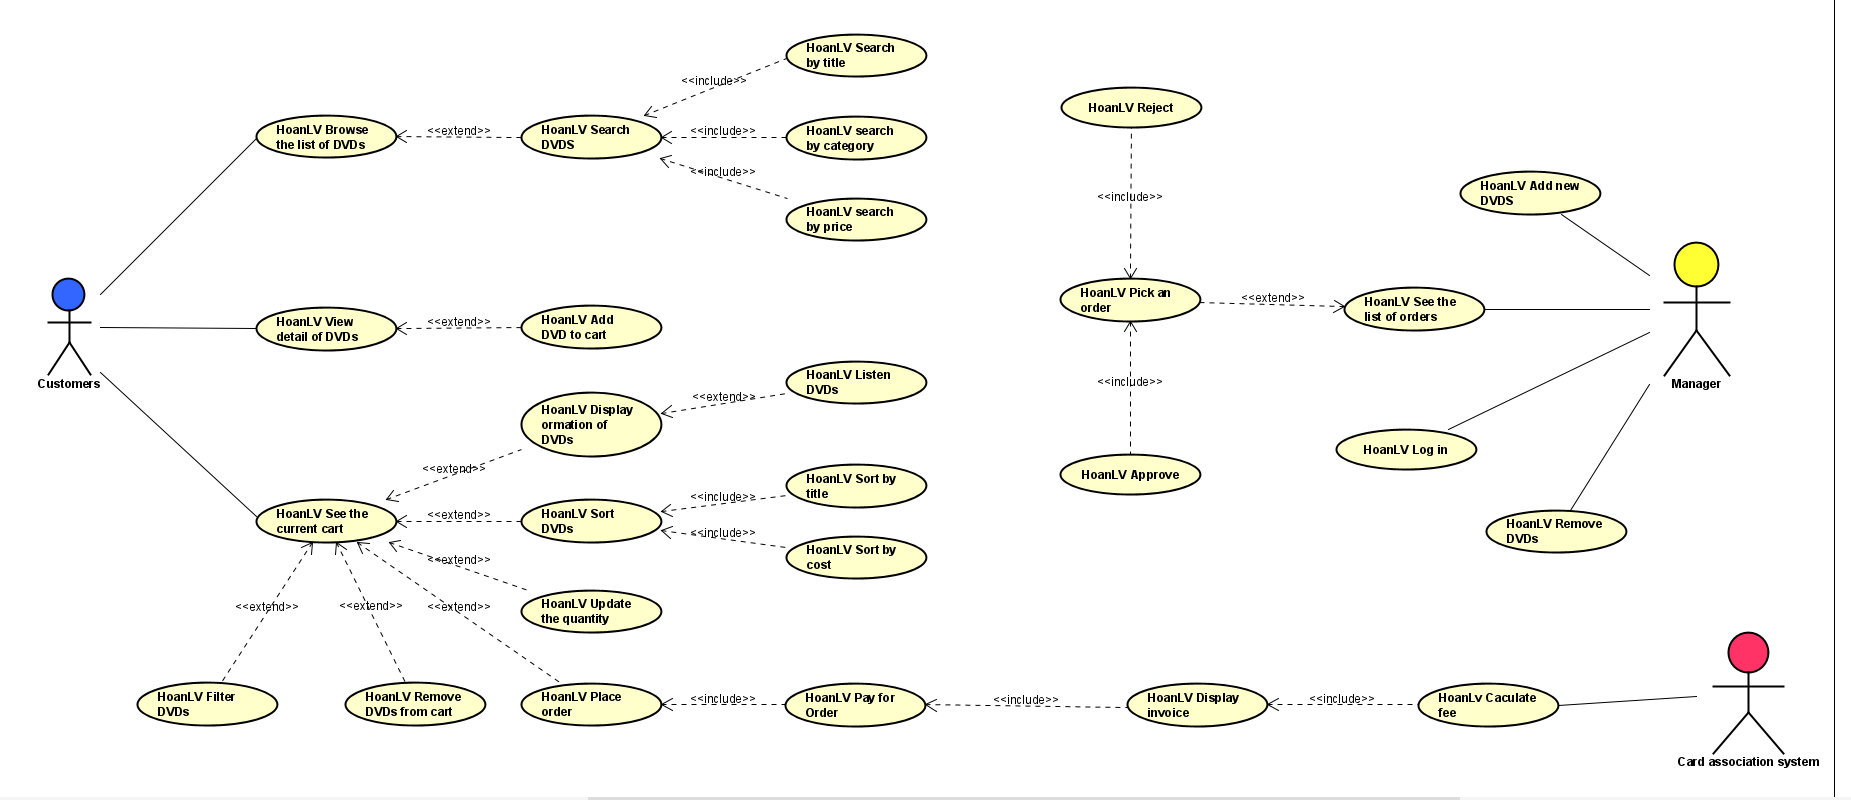 HoanLV Search
by title
<<include>>
HoanLV Browse
the list of DVDs
<<extend>>
HoanLV Search
DVDS
<<include>>
HoanLV search
by category
<<include>>
HoanLV search
by price
HoanLV Reject
<<include>>
HoanLV Add new
DVDS
HoanLV Pick an
order
<<extend>>
HoanLV See the
list of orders
<<include>>
HoanLV Approve
HoanLV Log in
HoanLV Remove
DVDs
Manager
Customers
HoanLV View
detail of DVDs
<<extend>>
HoanLV Add
DVD to cart
HoanLV Display
ormation of
DVDs
<<extend>>
HoanLV Listen
DVDs
<<extend>>
HoanLV See the
current cart
<<extend>>
HoanLV Sort
DVDs
<<include>>
HoanLV Sort by
title
<<include>>
HoanLV Sort by
cost
<<extend>>
HoanLV Update
the quantity
<<extend>>
<<extend>>
<<extend>>
HoanLV Filter
DVDs
HoanLV Remove
DVDs from cart
HoanLV Place
order
<<include>>
HoanLV Pay for
Order
<<include>>
HoanLV Display
invoice
<<include>>
HoanLv Caculate
fee
Card association system